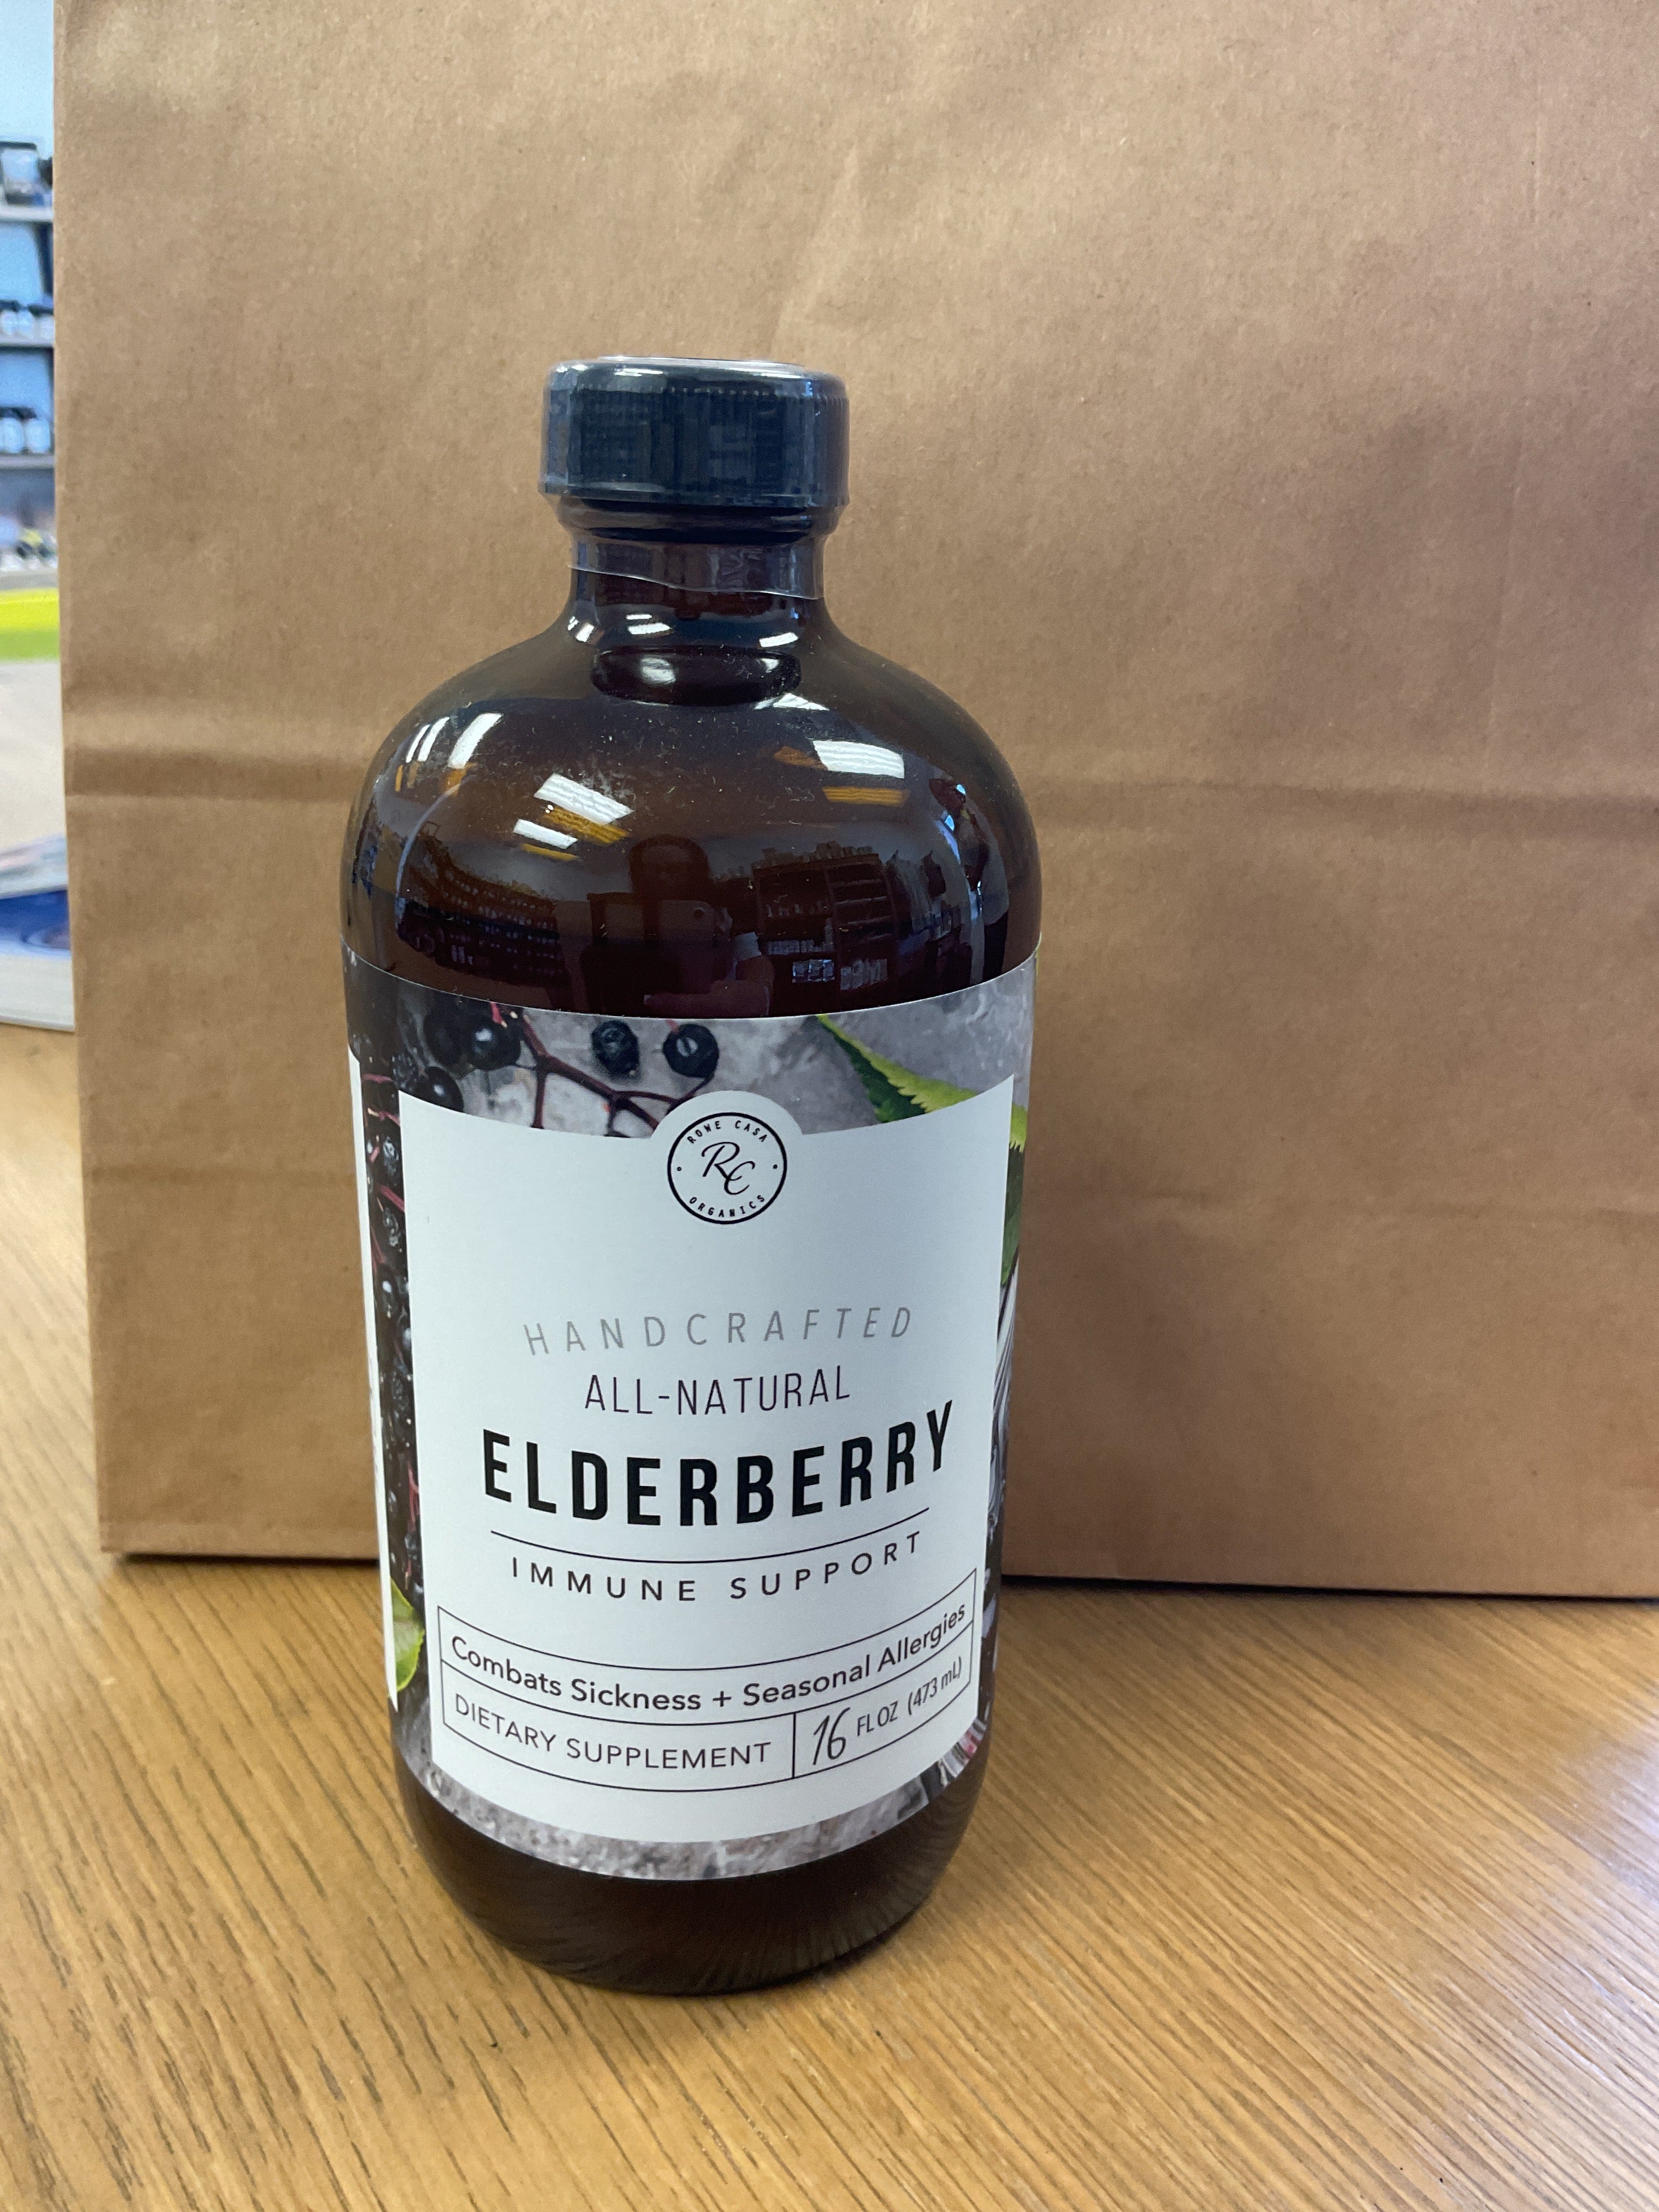 ROWE CASA
RC
ORGANICS
HANDCRAFTED
ALL-NATURAL
ELDERBERRY
IMMUNE SUPPORT
Combats Sickness + Seasonal Allergies
DIETARY SUPPLEMENT
16 FL OZ (473 mL)